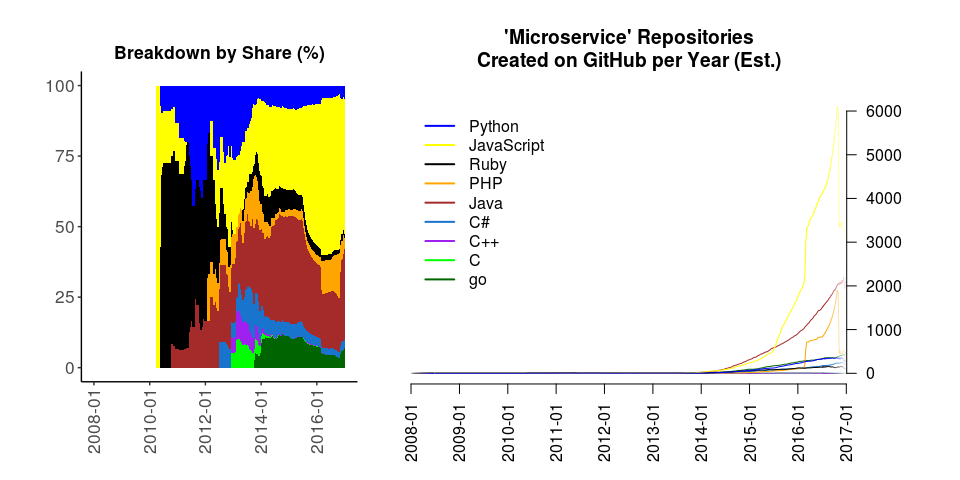 Breakdown by Share (%)
100
75
50
25
0
2008-01
2010-01
2012-01
2014-01
2016-01
'Microservice' Repositories
Created on GitHub per Year (Est.)
Python
JavaScript
Ruby
PHP
Java
C#
C++
C
go
6000
5000
4000
3000
2000
1000
0
2008-01
2009-01
2010-01
2011-01
2012-01
2013-01
2014-01
2015-01
2016-01
2017-01